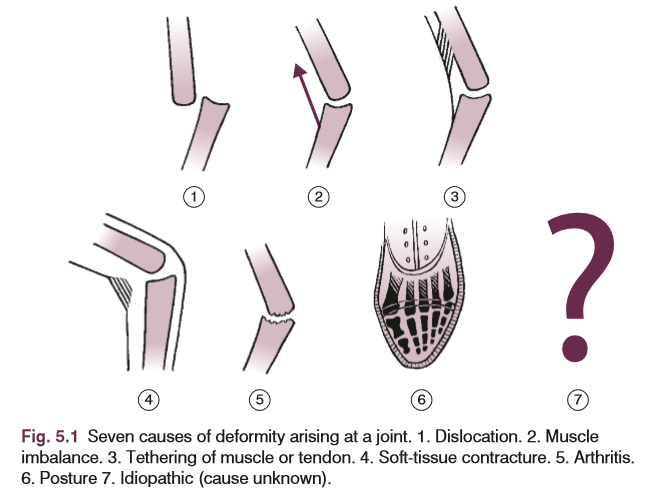 1
2
3
4
5
6
?
7
Fig. 5.1 Seven causes of deformity arising at a joint. 1. Dislocation. 2. Muscle
imbalance. 3. Tethering of muscle or tendon. 4. Soft-tissue contracture. 5. Arthritis.
6. Posture 7. Idiopathic (cause unknown).